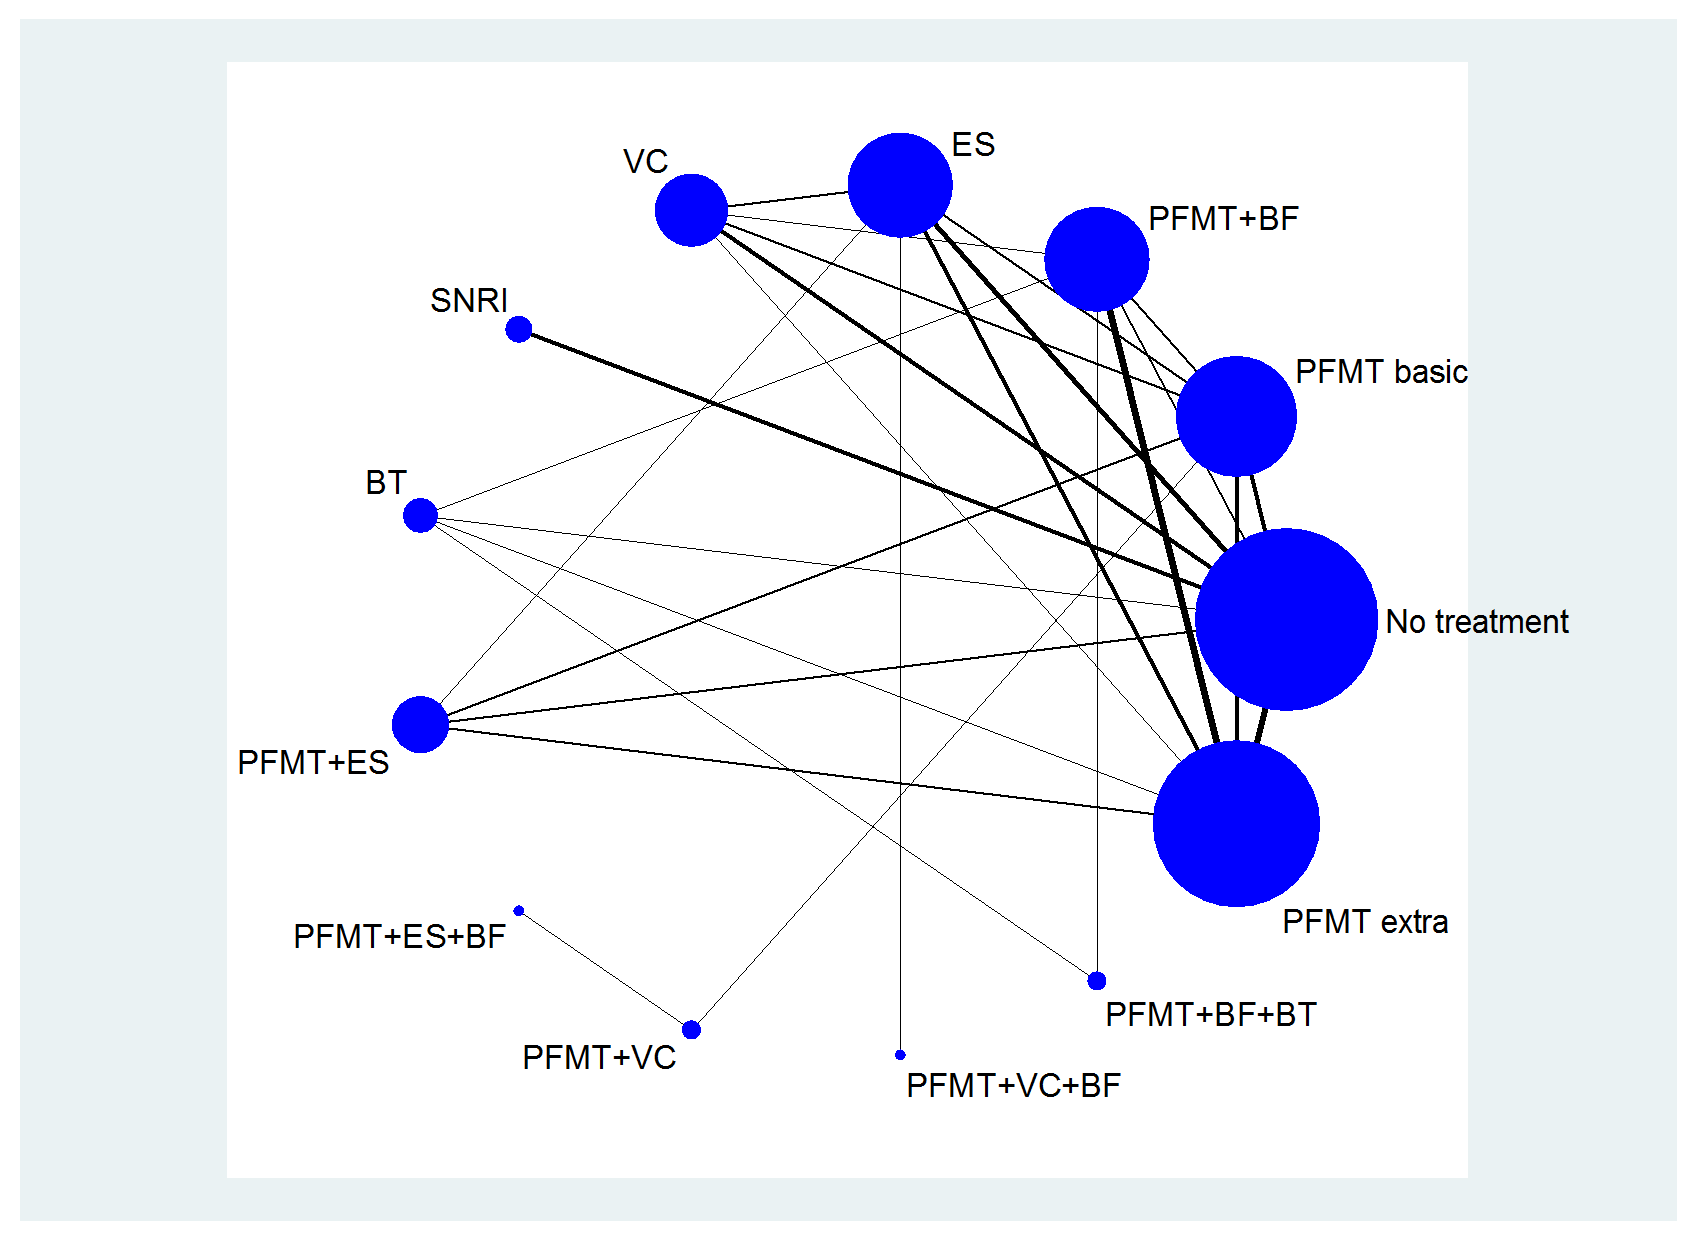 ES
VC
PFMT+BF
SNRI
PFMT basic
BT
No treatment
PFMT+ES
PFMT extra
PFMT+ES+BF
PFMT+BF+BT
PFMT+VC
PFMT+VC+BF